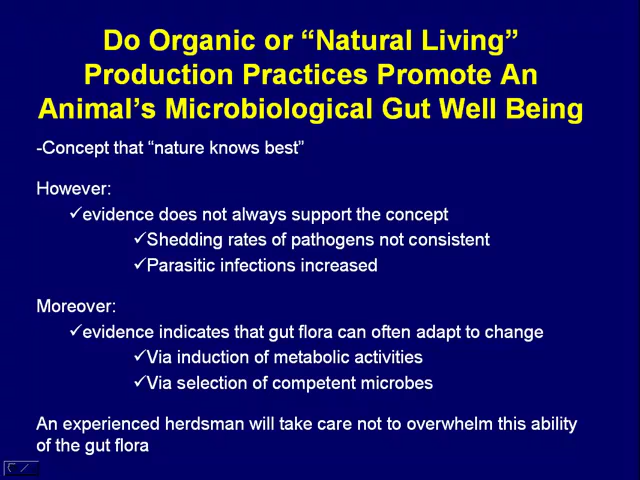 Do Organic or “Natural Living”
Production Practices Promote An
Animal’s Microbiological Gut Well Being
-Concept that “nature knows best”
However:
✓evidence does not always support the concept
✓Shedding rates of pathogens not consistent
✓Parasitic infections increased
Moreover:
✓evidence indicates that gut flora can often adapt to change
✓Via induction of metabolic activities
✓Via selection of competent microbes
An experienced herdsman will take care not to overwhelm this ability
of the gut flora